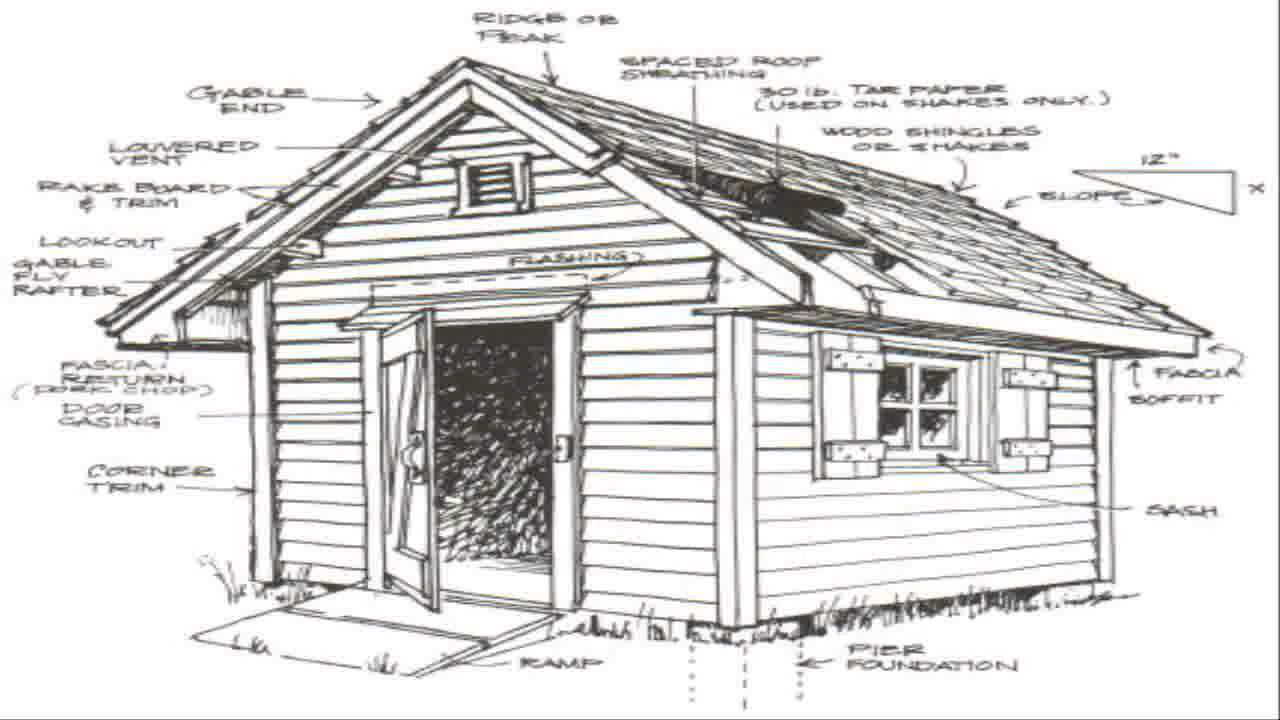 RIDGE OR
PEAK
SPACED ROOF
SHEATHING
30 lb. TAR PAPER
(USED ON SHAKES ONLY.)
WOOD SHINGLES
OR SHAKES
12"
X
SLOPE
GABLE
END
LOUVERED
VENT
RAKE BOARD
& TRIM
LOOKOUT
GABLE
FLY
RAFTER
FLASHING
FASCIA
RETURN
(PORK CHOP)
DOOR
CASING
CORNER
TRIM
FASCIA
SOFFIT
SASH
RAMP
PIER
FOUNDATION